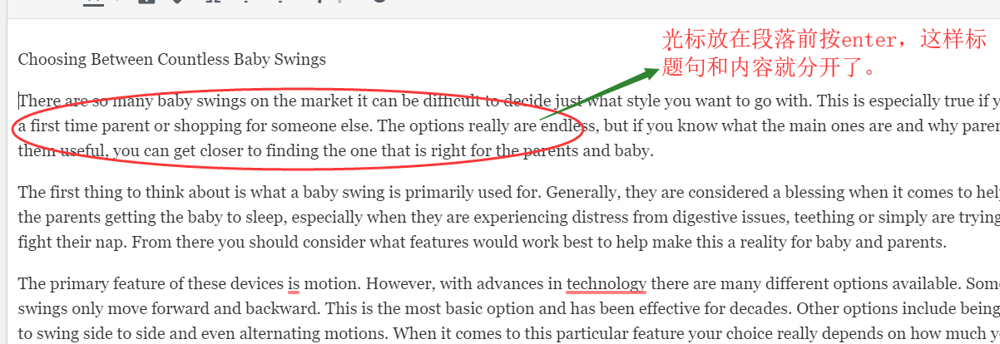 光标放在段落前按enter，这样标
题句和内容就分开了。
Choosing Between Countless Baby Swings
There are so many baby swings on the market it can be difficult to decide just what style you want to go with. This is especially true if y
a first time parent or shopping for someone else. The options really are endless, but if you know what the main ones are and why paren
them useful, you can get closer to finding the one that is right for the parents and baby.
The first thing to think about is what a baby swing is primarily used for. Generally, they are considered a blessing when it comes to hel
the parents getting the baby to sleep, especially when they are experiencing distress from digestive issues, teething or simply are trying
fight their nap. From there you should consider what features would work best to help make this a reality for baby and parents.
The primary feature of these devices is motion. However, with advances in technology there are many different options available. Som
swings only move forward and backward. This is the most basic option and has been effective for decades. Other options include being
to swing side to side and even alternating motions. When it comes to this particular feature your choice really depends on how much y